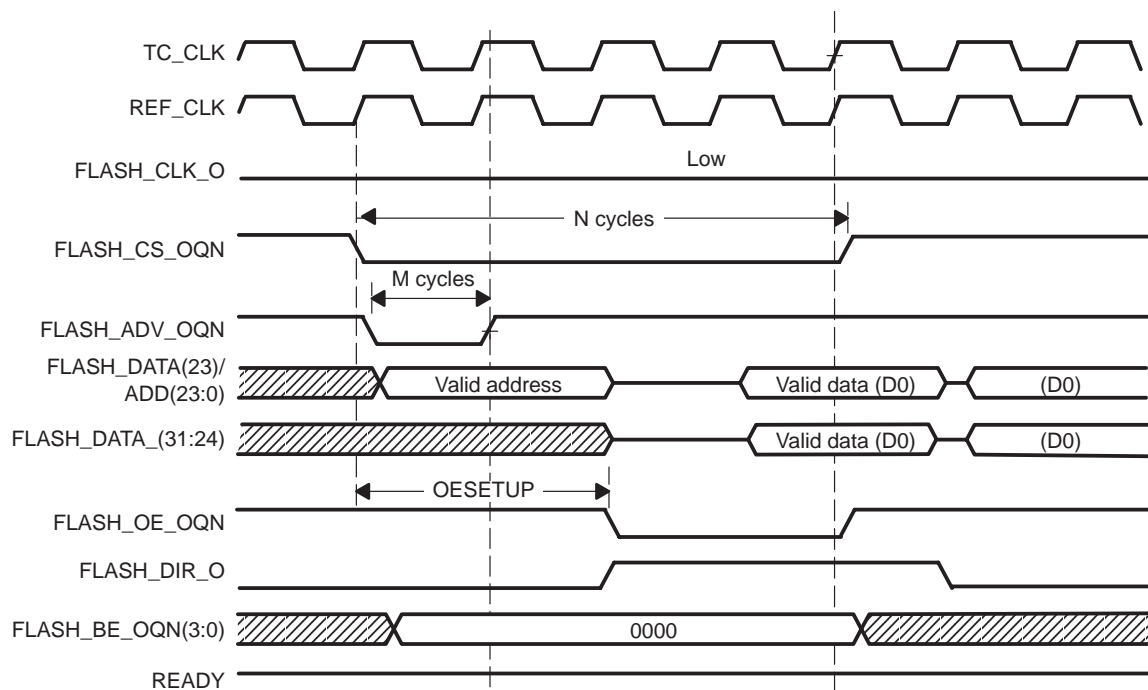 TC_CLK
REF_CLK
FLASH_CLK_O
Low
N cycles
FLASH_CS_OQN
M cycles
FLASH_ADV_OQN
FLASH_DATA(23)/
ADD(23:0)
Valid address
Valid data (D0)
(D0)
FLASH_DATA_(31:24)
Valid data (D0)
(D0)
OESETUP
FLASH_OE_OQN
FLASH_DIR_O
FLASH_BE_OQN(3:0)
0000
READY